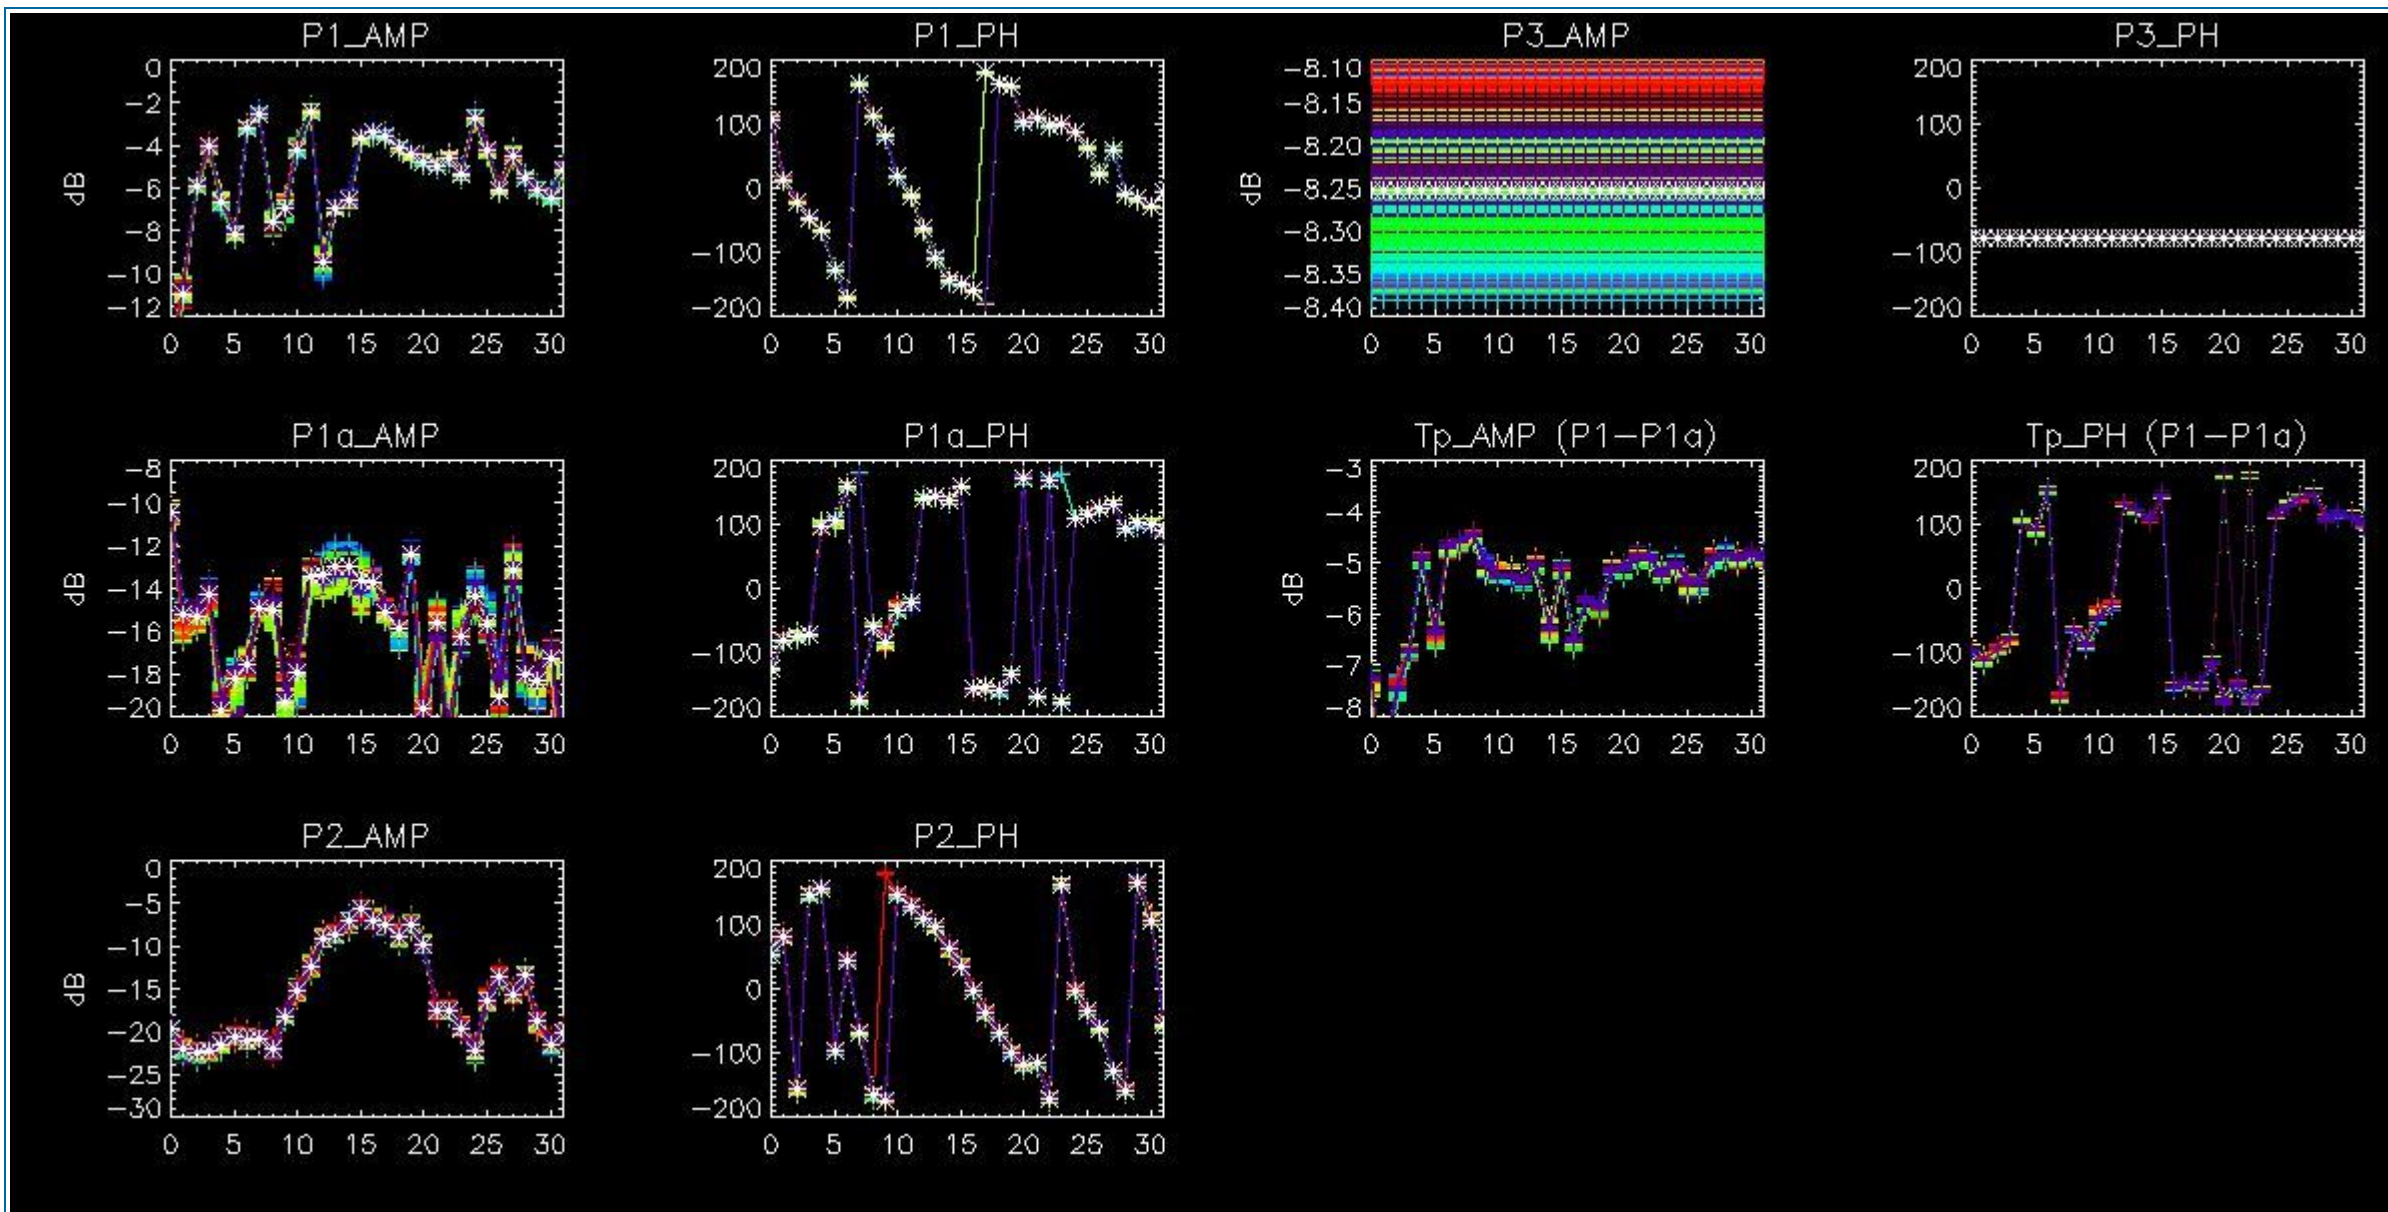 P1_AMP
P1_PH
P3_AMP
P3_PH
0
−2
−4
−6
−8
−10
−12
dB
0 5 10 15 20 25 30
200
100
0
−100
−200
0 5 10 15 20 25 30
−8.10
−8.15
−8.20
−8.25
−8.30
−8.35
−8.40
dB
0 5 10 15 20 25 30
200
100
0
−100
−200
0 5 10 15 20 25 30
P1a_AMP
P1a_PH
Tp_AMP (P1−P1a)
Tp_PH (P1−P1a)
−8
−10
−12
−14
−16
−18
−20
dB
0 5 10 15 20 25 30
200
100
0
−100
−200
0 5 10 15 20 25 30
−3
−4
−5
−6
−7
−8
dB
0 5 10 15 20 25 30
200
100
0
−100
−200
0 5 10 15 20 25 30
P2_AMP
P2_PH
0
−5
−10
−15
−20
−25
−30
dB
0 5 10 15 20 25 30
200
100
0
−100
−200
0 5 10 15 20 25 30